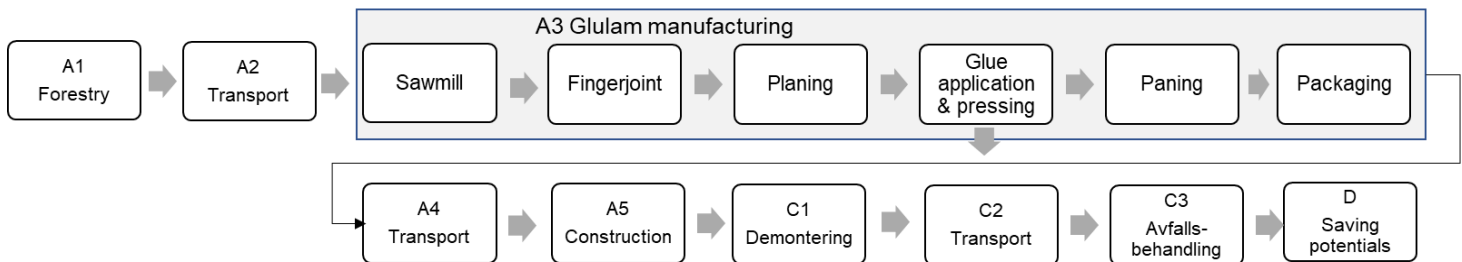 A3 Glulam manufacturing
A1
Forestry
A2
Transport
Sawmill
Fingerjoint
Planing
Glue
application
& pressing
Paning
Packaging
A4
Transport
A5
Construction
C1
Demontering
C2
Transport
C3
Avfalls-
behandling
D
Saving
potentials